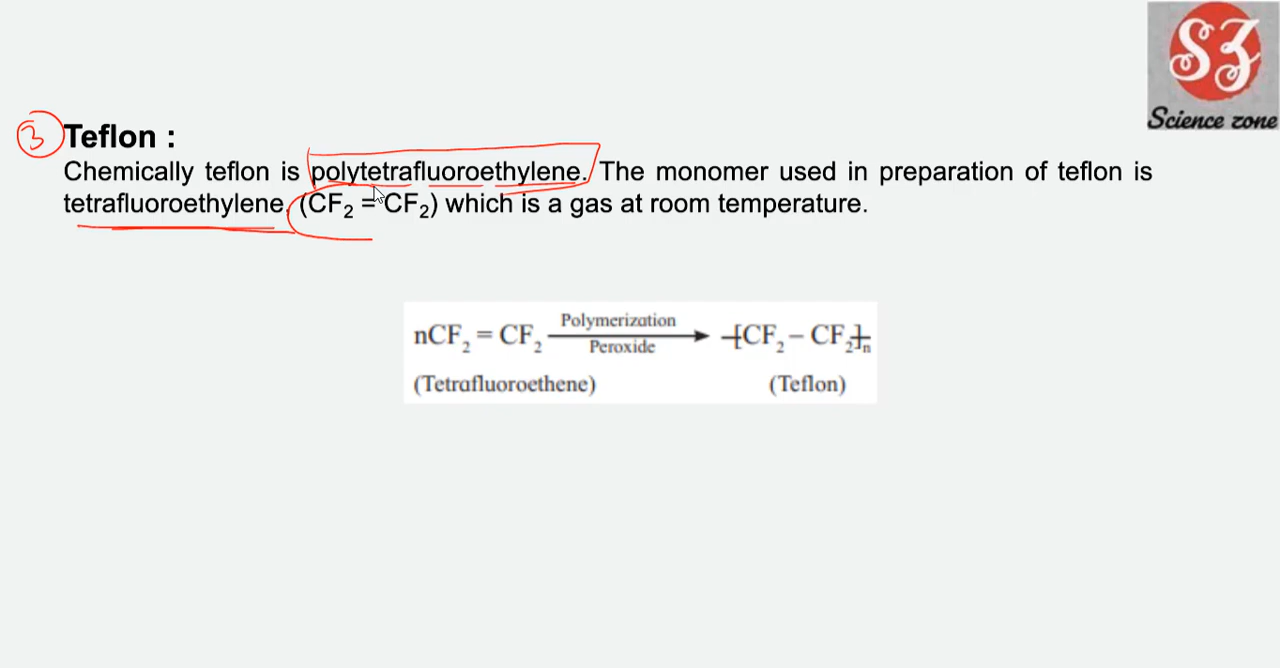 SZ
Science zone
3 Teflon :
Chemically teflon is polytetrafluoroethylene. The monomer used in preparation of teflon is
tetrafluoroethylene, (CF₂ = CF₂) which is a gas at room temperature.
nCF₂ = CF₂ Polymerization Peroxide -[CF₂ – CF₂]-n
(Tetrafluoroethene) (Teflon)